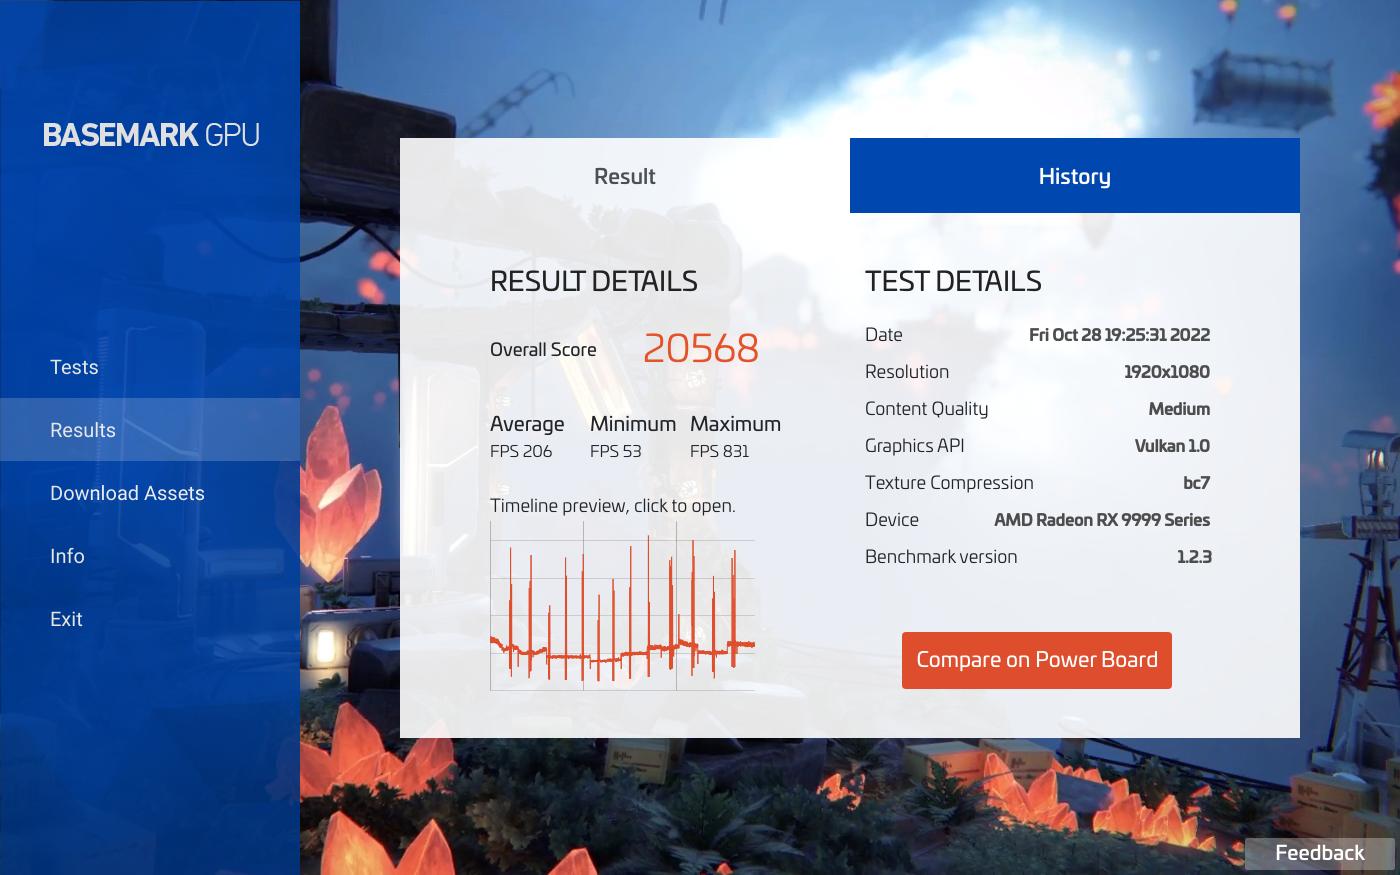 BASEMARK GPU
Tests
Results
Download Assets
Info
Exit
Result
History
RESULT DETAILS
Overall Score 20568
Average Minimum Maximum
FPS 206 FPS 53 FPS 831
Timeline preview, click to open.
TEST DETAILS
Date Fri Oct 28 19:25:31 2022
Resolution 1920x1080
Content Quality Medium
Graphics API Vulkan 1.0
Texture Compression bc7
Device AMD Radeon RX 9999 Series
Benchmark version 1.2.3
Compare on Power Board
Feedback